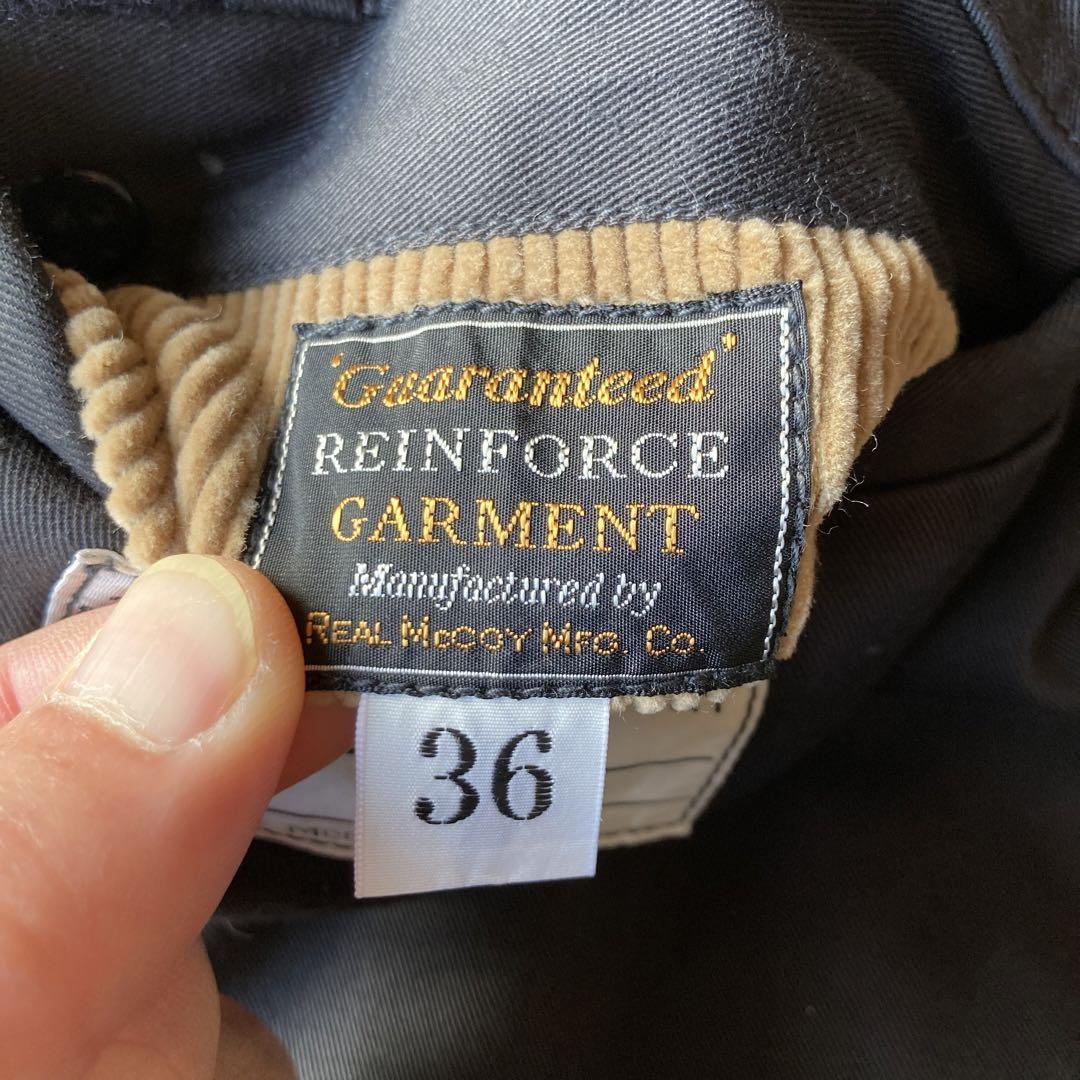 'Guaranteed'
REINFORCE
GARMENT
Manufactured by
REAL McCOY MFG. Co.
36